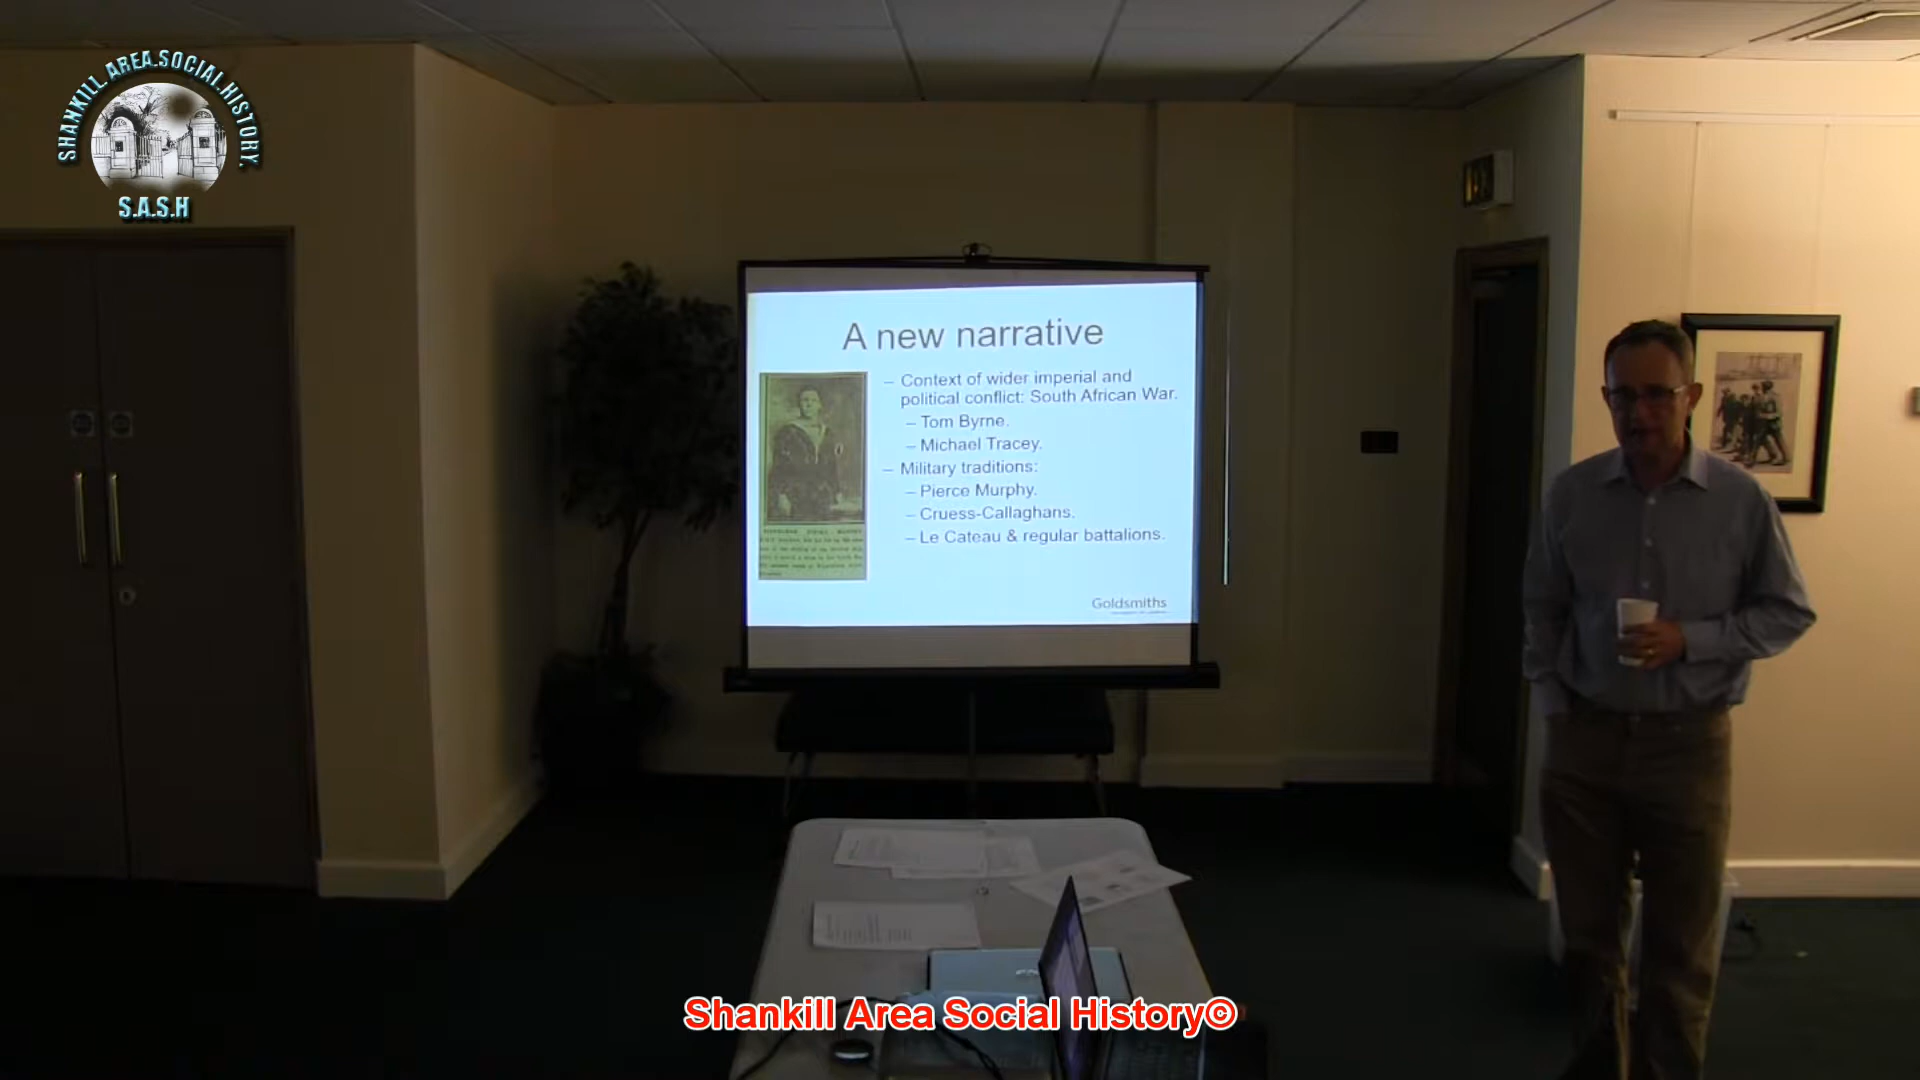 SHANKILL.AREA.SOCIAL.HISTORY.
S.A.S.H
A new narrative
– Context of wider imperial and
political conflict: South African War.
– Tom Byrne.
– Michael Tracey.
– Military traditions:
– Pierce Murphy.
– Cruess-Callaghans.
– Le Cateau & regular battalions.
Goldsmiths
Shankill Area Social History©